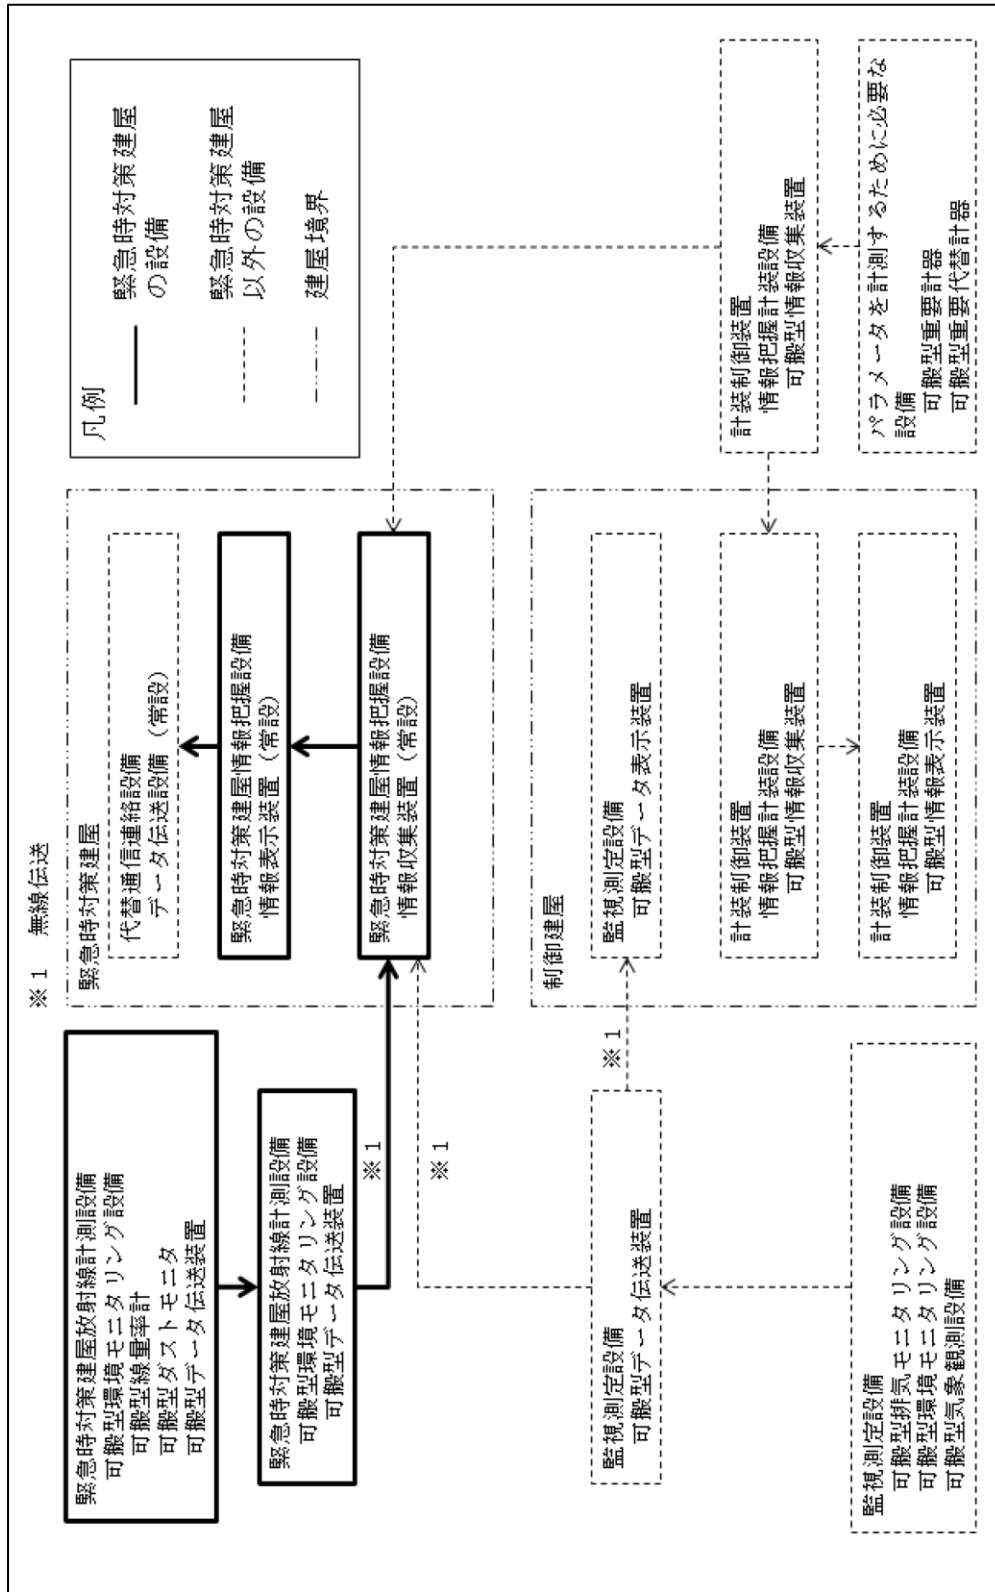 ※１　無線伝送
緊急時対策建屋放射線計測設備
可搬型環境モニタリング設備
可搬型線量率計
可搬型ダストモニタ
可搬型データ伝送装置
緊急時対策建屋放射線計測設備
可搬型環境モニタリング設備
可搬型データ伝送装置
※１
※１
監視測定設備
可搬型データ伝送装置
※１
監視測定設備
可搬型排気モニタリング設備
可搬型環境モニタリング設備
可搬型気象観測設備
緊急時対策建屋
代替通信連絡設備
データ伝送設備（常設）
緊急時対策建屋情報把握設備
情報表示装置（常設）
緊急時対策建屋情報把握設備
情報収集装置（常設）
制御建屋
監視測定設備
可搬型データ表示装置
計装制御装置
情報把握計装設備
可搬型情報収集装置
計装制御装置
情報把握計装設備
可搬型情報表示装置
凡例
緊急時対策建屋
の設備
緊急時対策建屋
以外の設備
建屋境界
計装制御装置
情報把握計装設備
可搬型情報収集装置
パラメータを計測するために必要な
設備
可搬型重要計器
可搬型重要代替計器